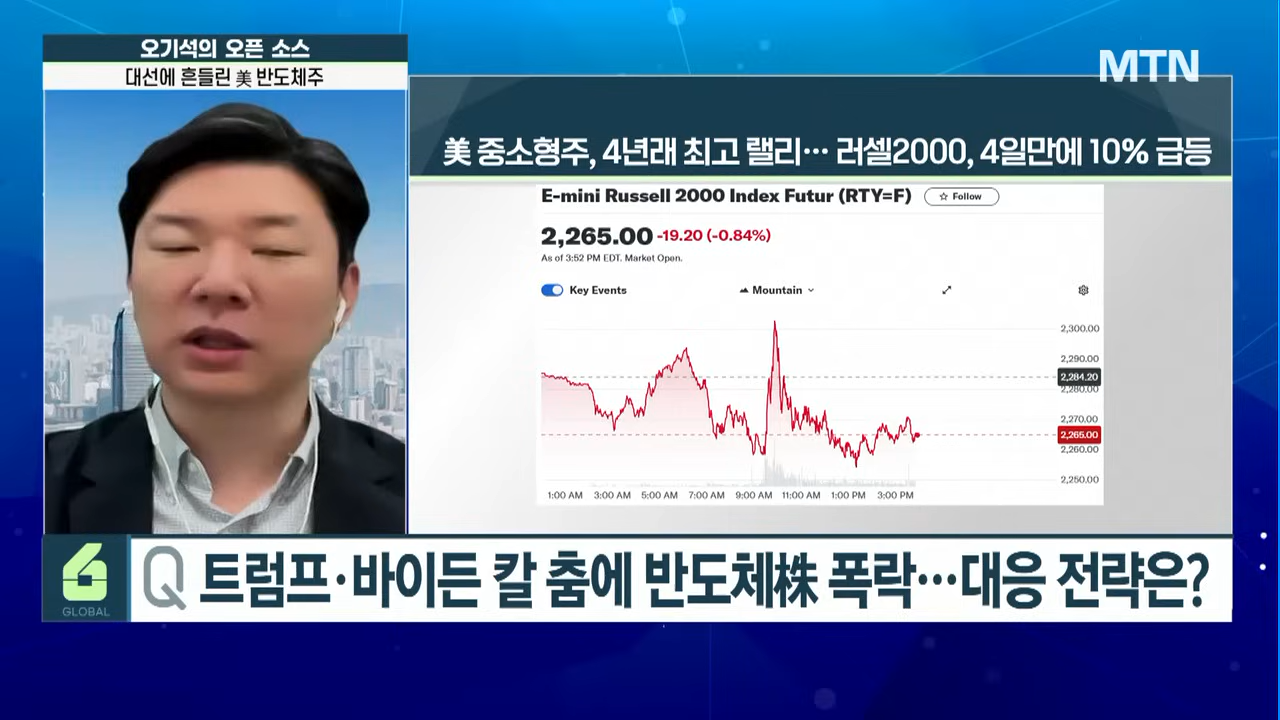 오기석의 오픈 소스
대선에 흔들린 美 반도체주
MTN
美 중소형주, 4년래 최고 랠리… 러셀2000, 4일만에 10% 급등
E-mini Russell 2000 Index Futur (RTY=F)
☆ Follow
2,265.00 -19.20 (-0.84%)
As of 3:52 PM EDT. Market Open.
Key Events
Mountain
2,300.00
2,290.00
2,284.20
2,280.00
2,270.00
2,265.00
2,260.00
2,250.00
1:00 AM 3:00 AM 5:00 AM 7:00 AM 9:00 AM 11:00 AM 1:00 PM 3:00 PM
6
GLOBAL
Q 트럼프·바이든 칼 춤에 반도체株 폭락…대응 전략은?